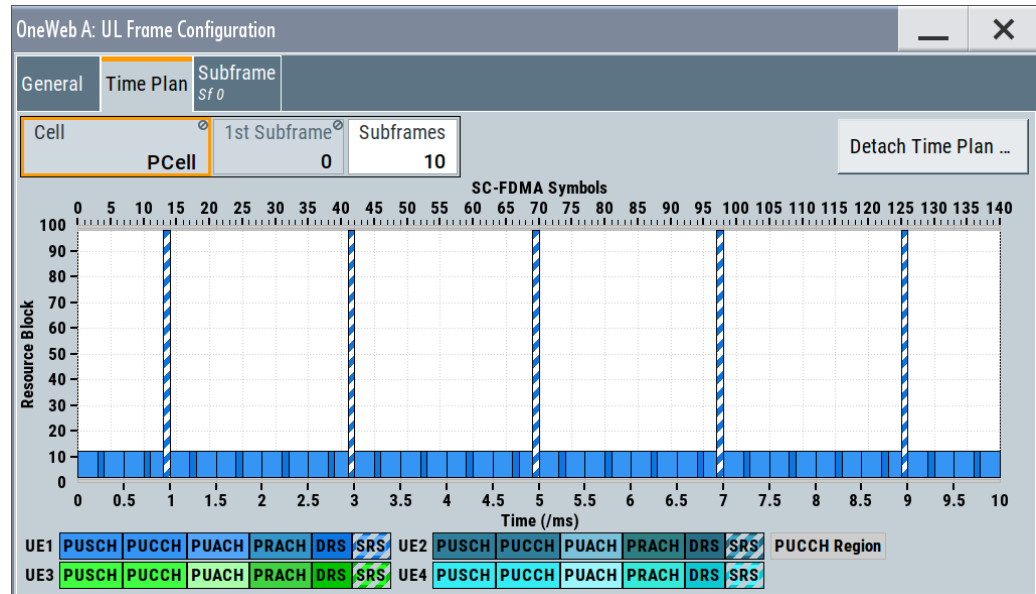 OneWeb A: UL Frame Configuration
General Time Plan Subframe
Sf 0
Cell 1st Subframe Subframes
PCell 0 10
Detach Time Plan ...
SC-FDMA Symbols
0 5 10 15 20 25 30 35 40 45 50 55 60 65 70 75 80 85 90 95 100 105 110 115 120 125 130 135 140
100
90
80
70
60
50
40
30
20
10
0
Resource Block
0 0.5 1 1.5 2 2.5 3 3.5 4 4.5 5 5.5 6 6.5 7 7.5 8 8.5 9 9.5 10
Time (/ms)
UE1 PUSCH PUCCH PUACH PRACH DRS SRS UE2 PUSCH PUCCH PUACH PRACH DRS SRS PUCCH Region
UE3 PUSCH PUCCH PUACH PRACH DRS SRS UE4 PUSCH PUCCH PUACH PRACH DRS SRS